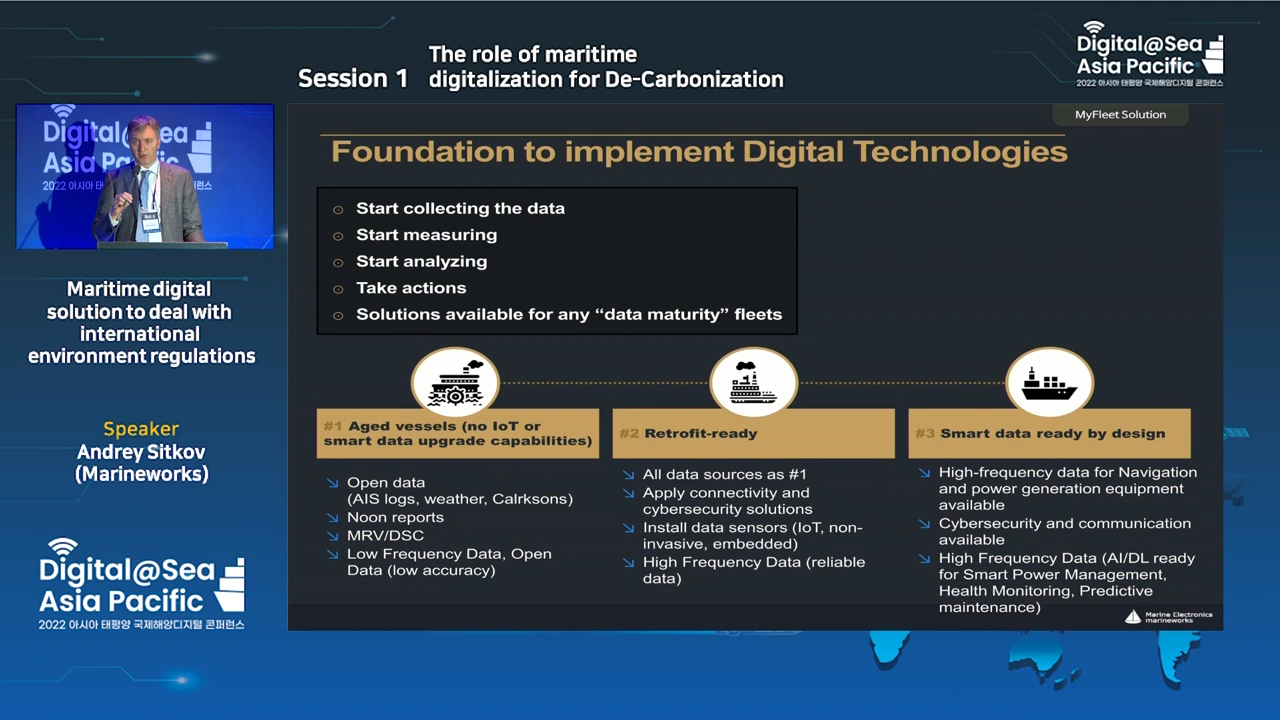 Session 1
The role of maritime
digitalization for De-Carbonization
Digital@Sea
Asia Pacific
2022 아시아 태평양 국제해양디지털 콘퍼런스
MyFleet Solution
Foundation to implement Digital Technologies
Start collecting the data
Start measuring
Start analyzing
Take actions
Solutions available for any “data maturity” fleets
#1 Aged vessels (no IoT or
smart data upgrade capabilities)
Open data
(AIS logs, weather, Calrksons)
Noon reports
MRV/DSC
Low Frequency Data, Open
Data (low accuracy)
#2 Retrofit-ready
All data sources as #1
Apply connectivity and
cybersecurity solutions
Install data sensors (IoT, non-
invasive, embedded)
High Frequency Data (reliable
data)
#3 Smart data ready by design
High-frequency data for Navigation
and power generation equipment
available
Cybersecurity and communication
available
High Frequency Data (AI/DL ready
for Smart Power Management,
Health Monitoring, Predictive
maintenance)
Marine Electronics
marineworks
Digital@Sea
Asia Pacific
2022 아시아 태
콘퍼런스
Maritime digital
solution to deal with
international
environment regulations
Speaker
Andrey Sitkov
(Marineworks)
Digital@Sea
Asia Pacific
2022 아시아 태평양 국제해양디지털 콘퍼런스